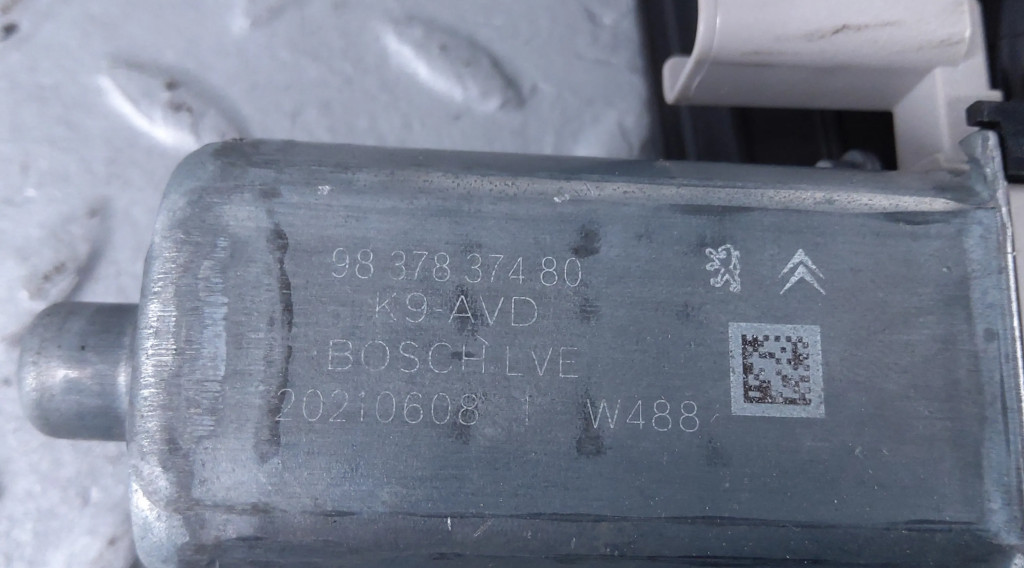 98 378 374 80
K9-AVD
BOSCH LVE
20210608 1 W488